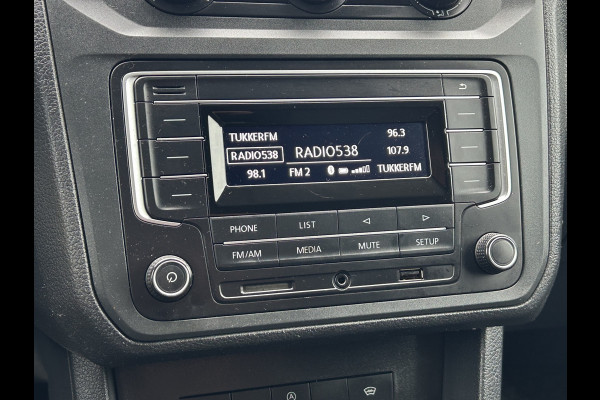 TUKKERFM 96.3
RADIO538 RADIO538 107.9
98.1 FM 2 TUKKERFM
PHONE LIST
FM/AM MEDIA MUTE SETUP